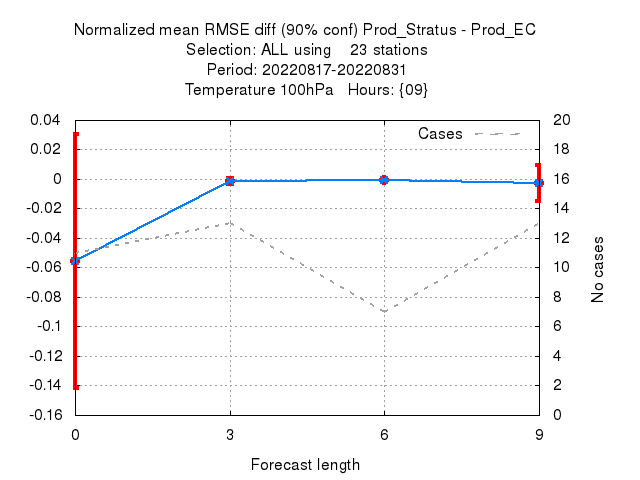 Normalized mean RMSE diff (90% conf) Prod_Stratus - Prod_EC
Selection: ALL using 23 stations
Period: 20220817-20220831
Temperature 100hPa Hours: {09}
0.04
0.02
0
-0.02
-0.04
-0.06
-0.08
-0.1
-0.12
-0.14
-0.16
Cases
20
18
16
14
12
10
8
6
4
2
0
No cases
0 3 6 9
Forecast length